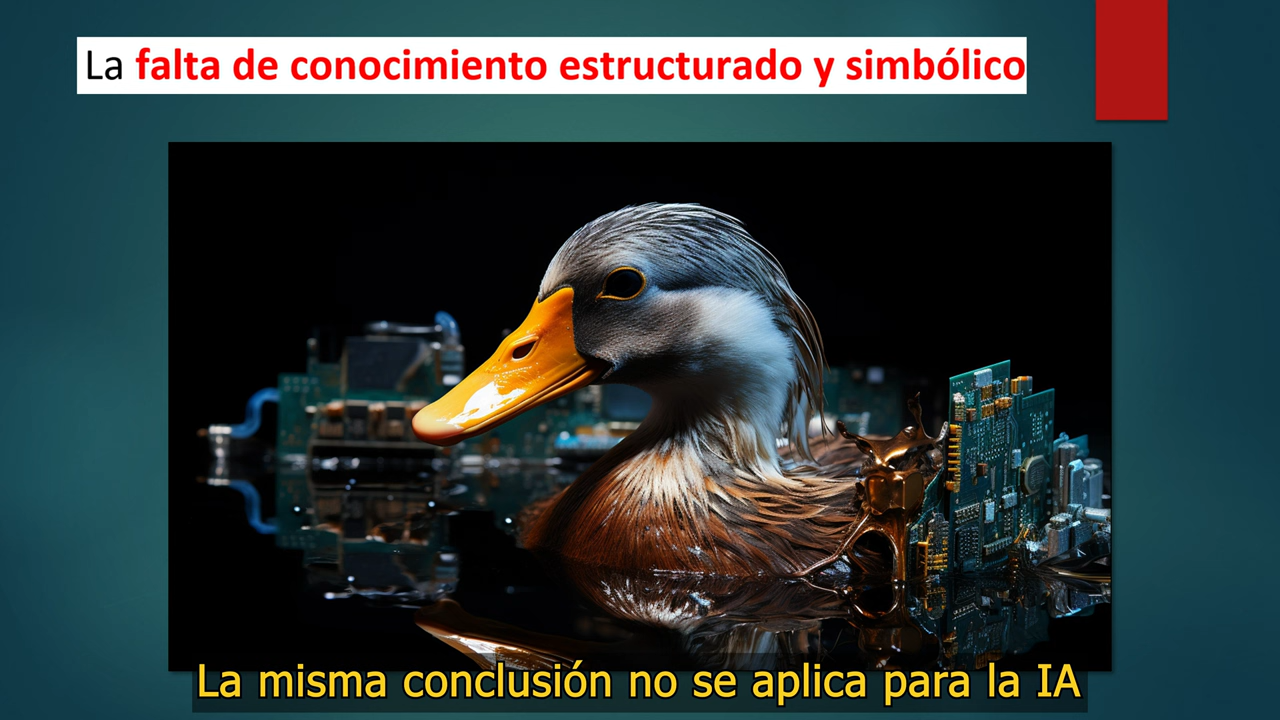 La falta de conocimiento estructurado y simbólico
La misma conclusión no se aplica para la IA